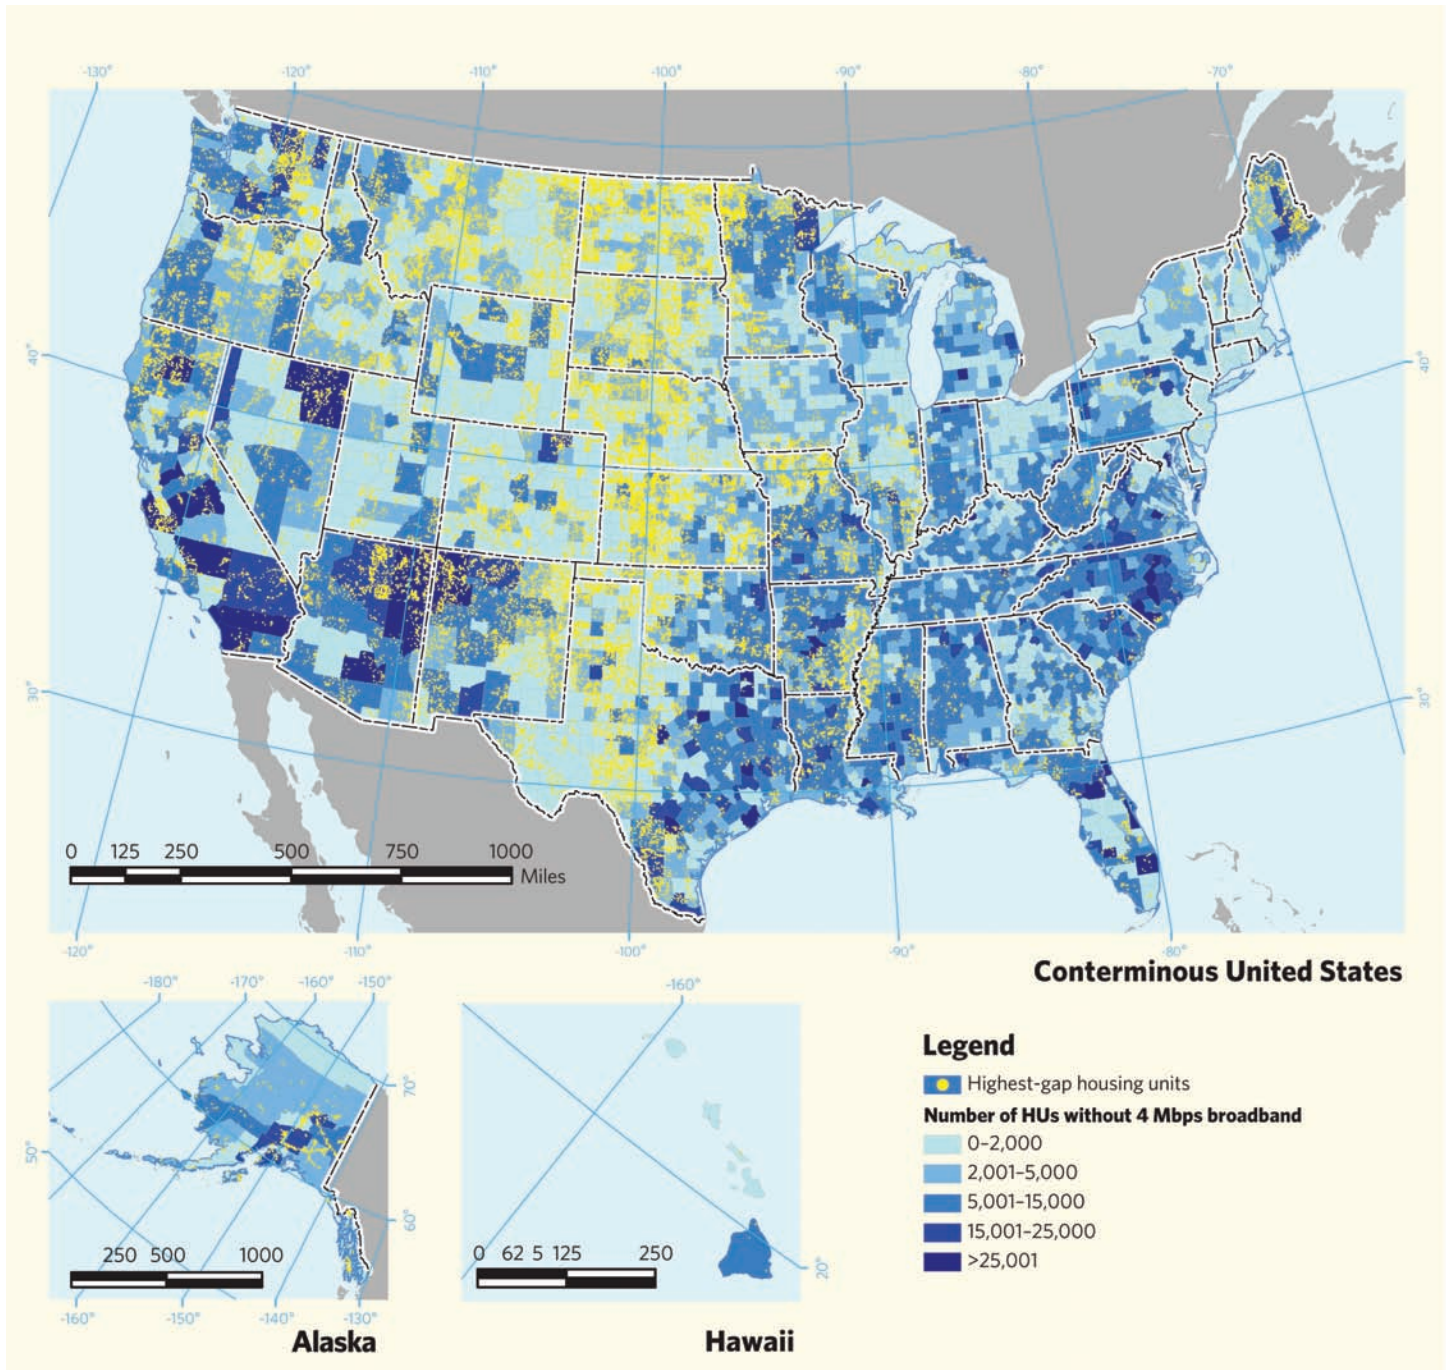 -130° -120° -110° -100° -90° -80° -70°
40° 40°
30° 30°
0 125 250 500 750 1000
Miles
-120° -110° -100° -90° -80°
Conterminous United States
-180° -170° -160° -150°
70°
50°
60°
250 500 1000
-160° -150° -140° -130°
Alaska
-160°
0 62 5 125 250
20°
Hawaii
Legend
Highest-gap housing units
Number of HUs without 4 Mbps broadband
0–2,000
2,001–5,000
5,001–15,000
15,001–25,000
>25,001